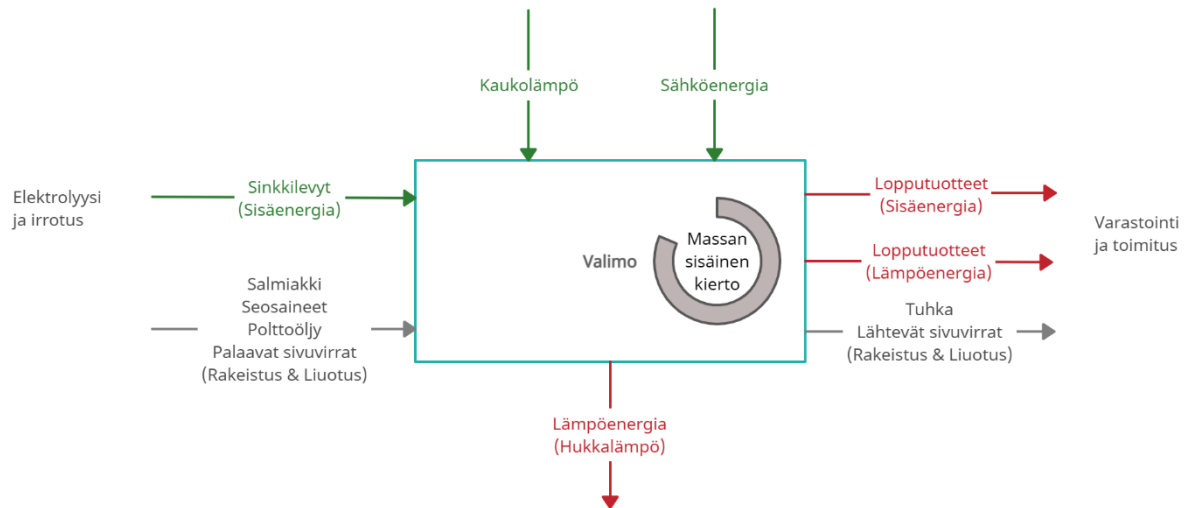 Kaukolämpö
Sähköenergia
Elektrolyysi
ja irrotus
Sinkkilevyt
(Sisäenergia)
Salmiakki
Seosaineet
Polttoöljy
Palaavat sivuvirrat
(Rakeistus & Liuotus)
Valimo
Massan
sisäinen
kierto
Lopputuotteet
(Sisäenergia)
Lopputuotteet
(Lämpöenergia)
Tuhka
Lähtevät sivuvirrat
(Rakeistus & Liuotus)
Varastointi
ja toimitus
Lämpöenergia
(Hukkalämpö)